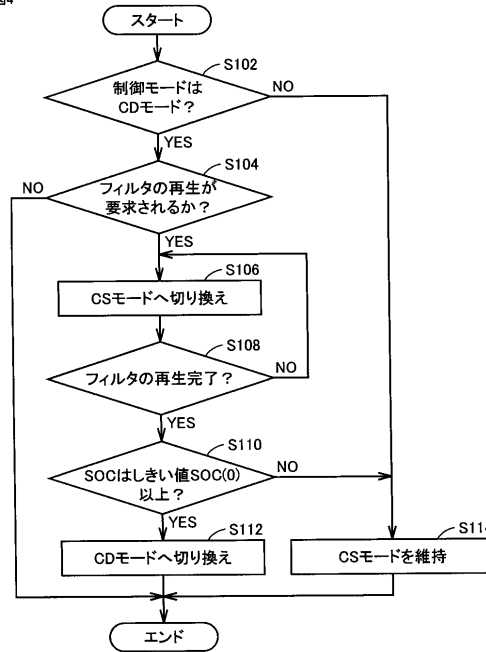 図4
スタート
S102
制御モードは
CDモード？
NO
YES
S104
フィルタの再生が
要求されるか？
NO
YES
S106
CSモードへ切り換え
S108
フィルタの再生完了？
NO
YES
S110
SOCはしきい値SOC(0)
以上？
NO
YES
S112
CDモードへ切り換え
S114
CSモードを維持
エンド